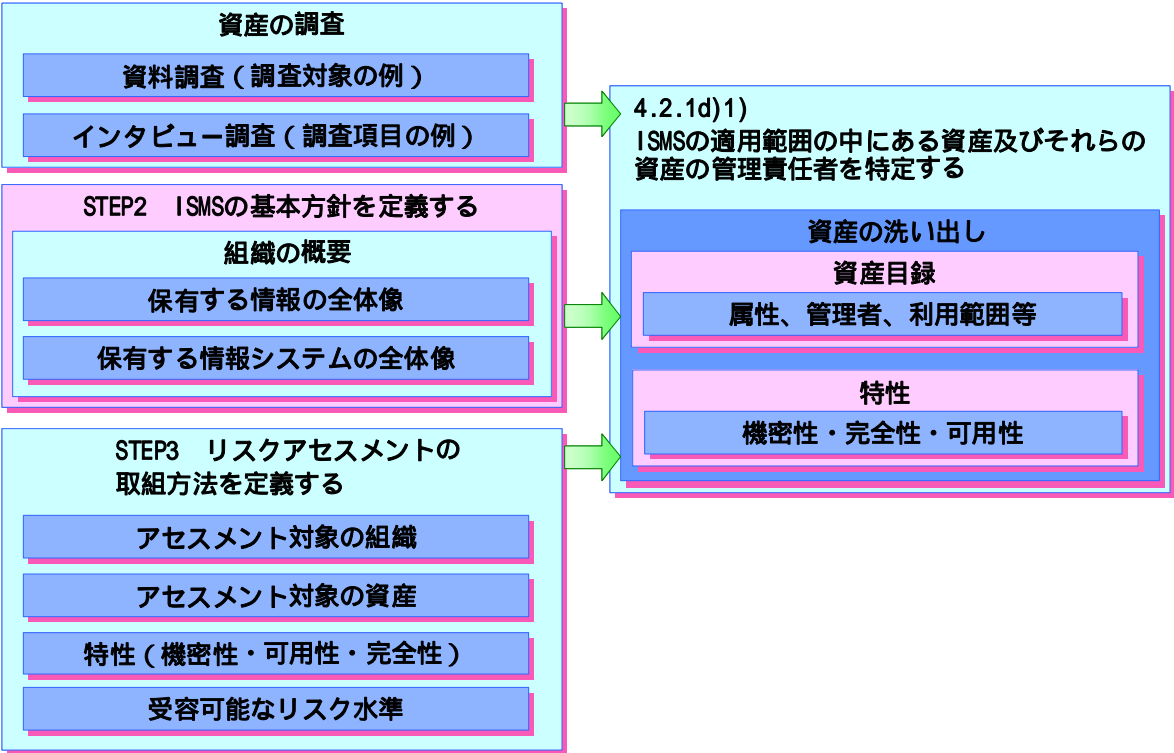 資産の調査
資料調査(調査対象の例)
インタビュー調査(調査項目の例)
STEP2 ISMSの基本方針を定義する
組織の概要
保有する情報の全体像
保有する情報システムの全体像
STEP3 リスクアセスメントの
取組方法を定義する
アセスメント対象の組織
アセスメント対象の資産
特性(機密性・可用性・完全性)
受容可能なリスク水準
4.2.1d)1)
ISMSの適用範囲の中にある資産及びそれらの
資産の管理責任者を特定する
資産の洗い出し
資産目録
属性、管理者、利用範囲等
特性
機密性・完全性・可用性